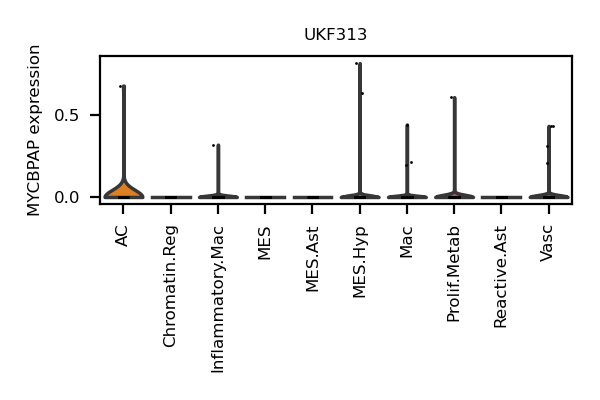 UKF313
MYCBPAP expression
0.5
0.0
AC
Chromatin.Reg
Inflammatory.Mac
MES
MES.Ast
MES.Hyp
Mac
Prolif.Metab
Reactive.Ast
Vasc